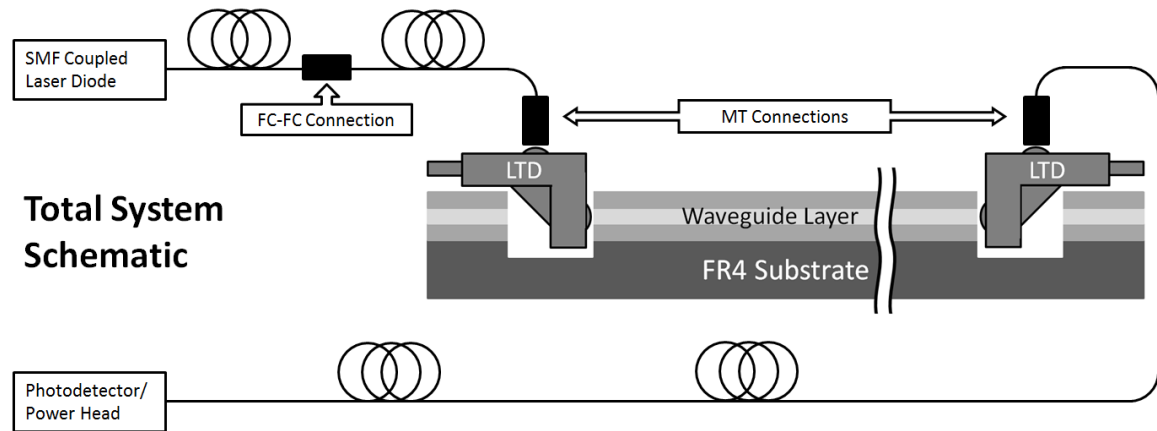 SMF Coupled
Laser Diode
FC-FC Connection
MT Connections
LTD
LTD
Total System
Schematic
Waveguide Layer
FR4 Substrate
Photodetector/
Power Head